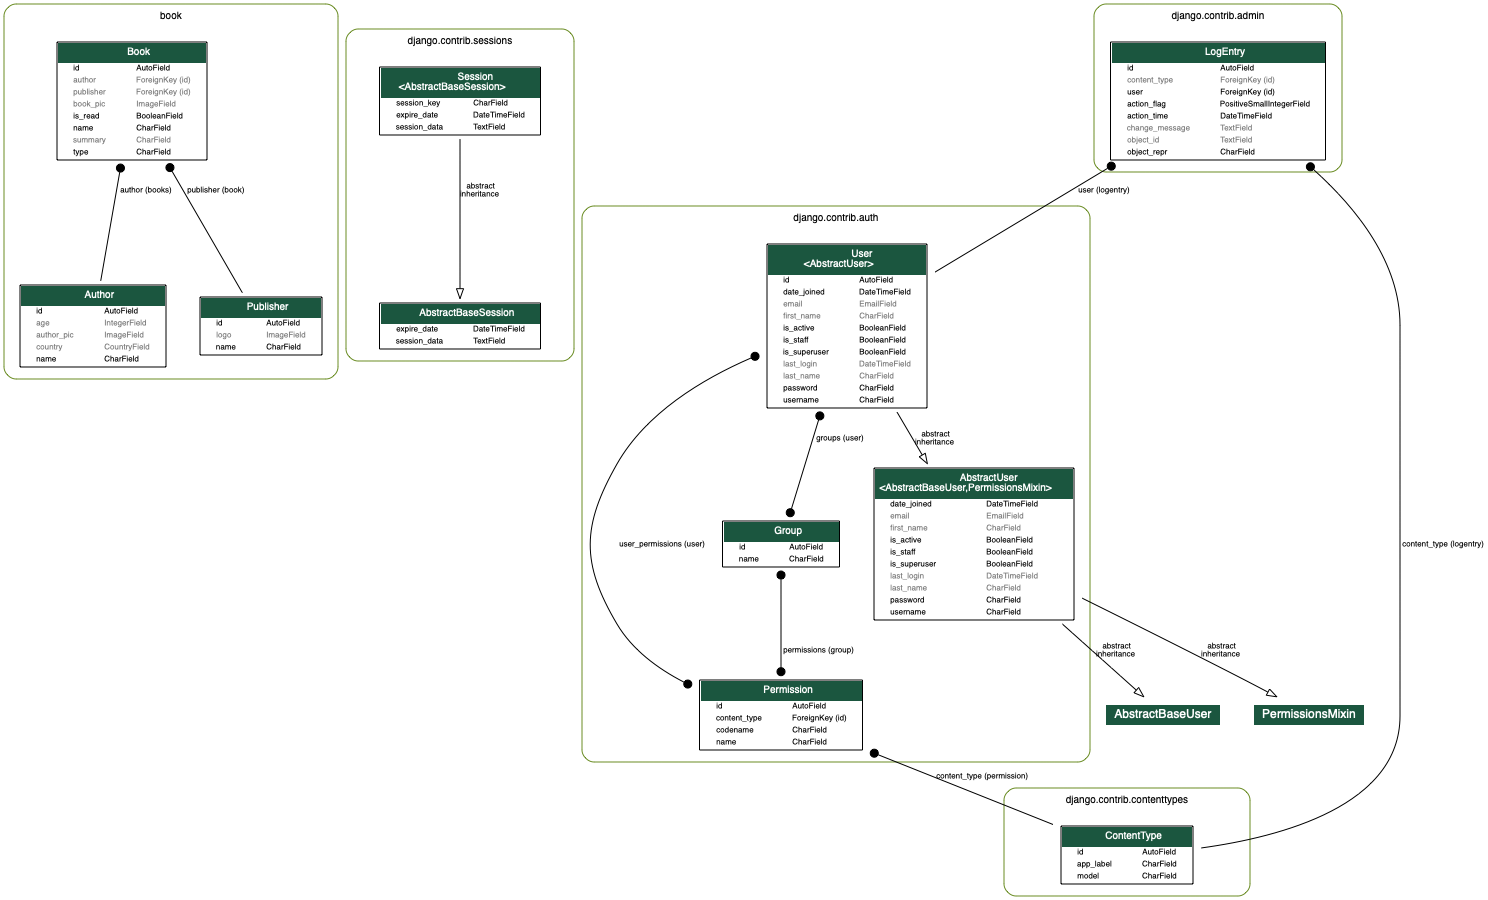 book
Book
id AutoField
author ForeignKey (id)
publisher ForeignKey (id)
book_pic ImageField
is_read BooleanField
name CharField
summary CharField
type CharField
author (books)
publisher (book)
Author
id AutoField
age IntegerField
author_pic ImageField
country CountryField
name CharField
Publisher
id AutoField
logo ImageField
name CharField
django.contrib.sessions
Session
<AbstractBaseSession>
session_key CharField
expire_date DateTimeField
session_data TextField
abstract
inheritance
AbstractBaseSession
expire_date DateTimeField
session_data TextField
django.contrib.admin
LogEntry
id AutoField
content_type ForeignKey (id)
user ForeignKey (id)
action_flag PositiveSmallIntegerField
action_time DateTimeField
change_message TextField
object_id TextField
object_repr CharField
user (logentry)
django.contrib.auth
User
<AbstractUser>
id AutoField
date_joined DateTimeField
email EmailField
first_name CharField
is_active BooleanField
is_staff BooleanField
is_superuser BooleanField
last_login DateTimeField
last_name CharField
password CharField
username CharField
groups (user)
abstract
inheritance
AbstractUser
<AbstractBaseUser,PermissionsMixin>
date_joined DateTimeField
email EmailField
first_name CharField
is_active BooleanField
is_staff BooleanField
is_superuser BooleanField
last_login DateTimeField
last_name CharField
password CharField
username CharField
user_permissions (user)
Group
id AutoField
name CharField
content_type (logentry)
permissions (group)
abstract
inheritance
abstract
inheritance
Permission
id AutoField
content_type ForeignKey (id)
codename CharField
name CharField
AbstractBaseUser
PermissionsMixin
content_type (permission)
django.contrib.contenttypes
ContentType
id AutoField
app_label CharField
model CharField